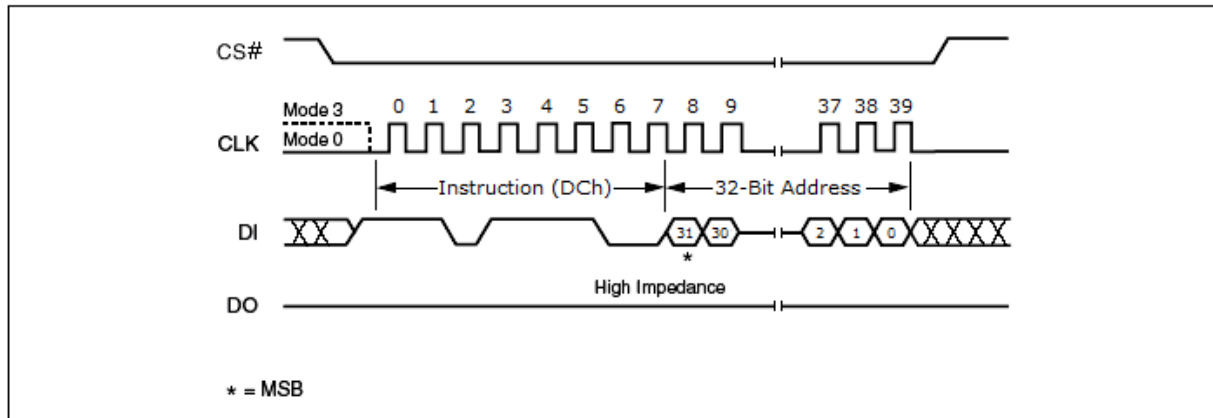 CS#
Mode 3 0 1 2 3 4 5 6 7 8 9 37 38 39
CLK Mode 0
Instruction (DCh) 32-Bit Address
DI 31 30 2 1 0
*
High Impedance
DO
* = MSB